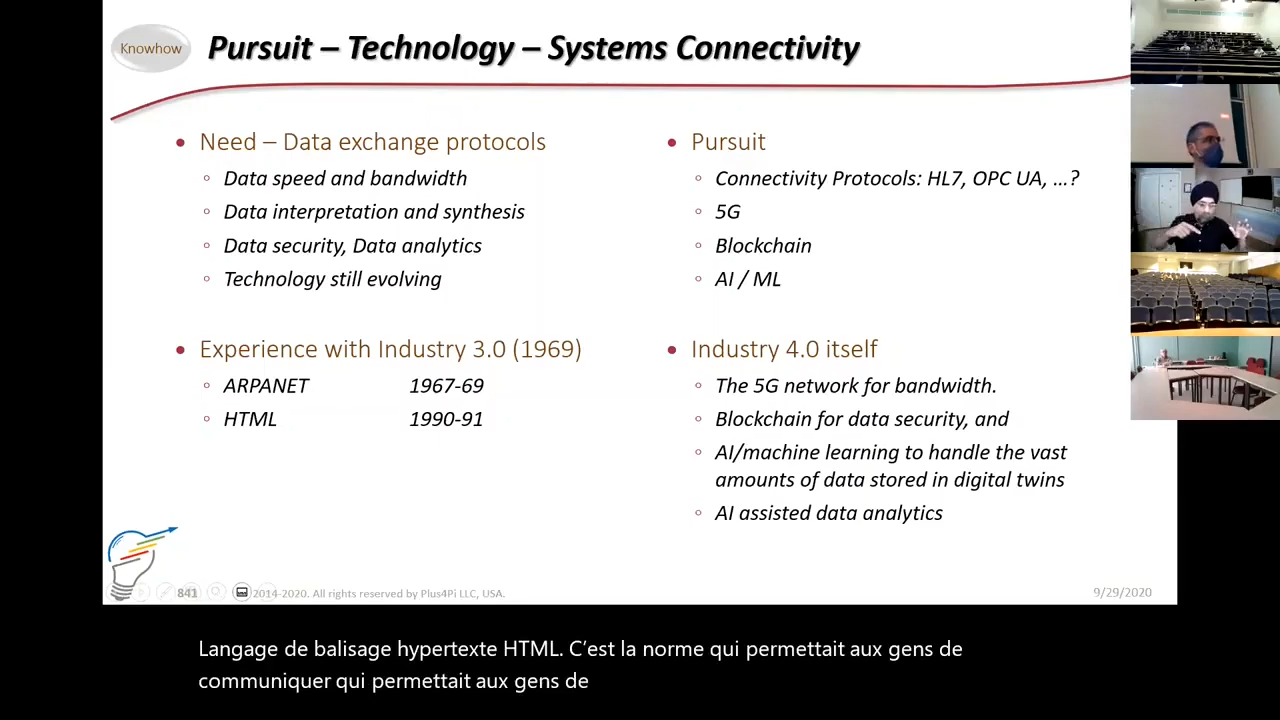 Knowhow
Pursuit – Technology – Systems Connectivity
Need – Data exchange protocols
Data speed and bandwidth
Data interpretation and synthesis
Data security, Data analytics
Technology still evolving
Experience with Industry 3.0 (1969)
ARPANET 1967-69
HTML 1990-91
Pursuit
Connectivity Protocols: HL7, OPC UA, …?
5G
Blockchain
AI / ML
Industry 4.0 itself
The 5G network for bandwidth.
Blockchain for data security, and
AI/machine learning to handle the vast
amounts of data stored in digital twins
AI assisted data analytics
841
2014-2020. All rights reserved by Plus4Pi LLC, USA.
9/29/2020
Langage de balisage hypertexte HTML. C’est la norme qui permettait aux gens de
communiquer qui permettait aux gens de